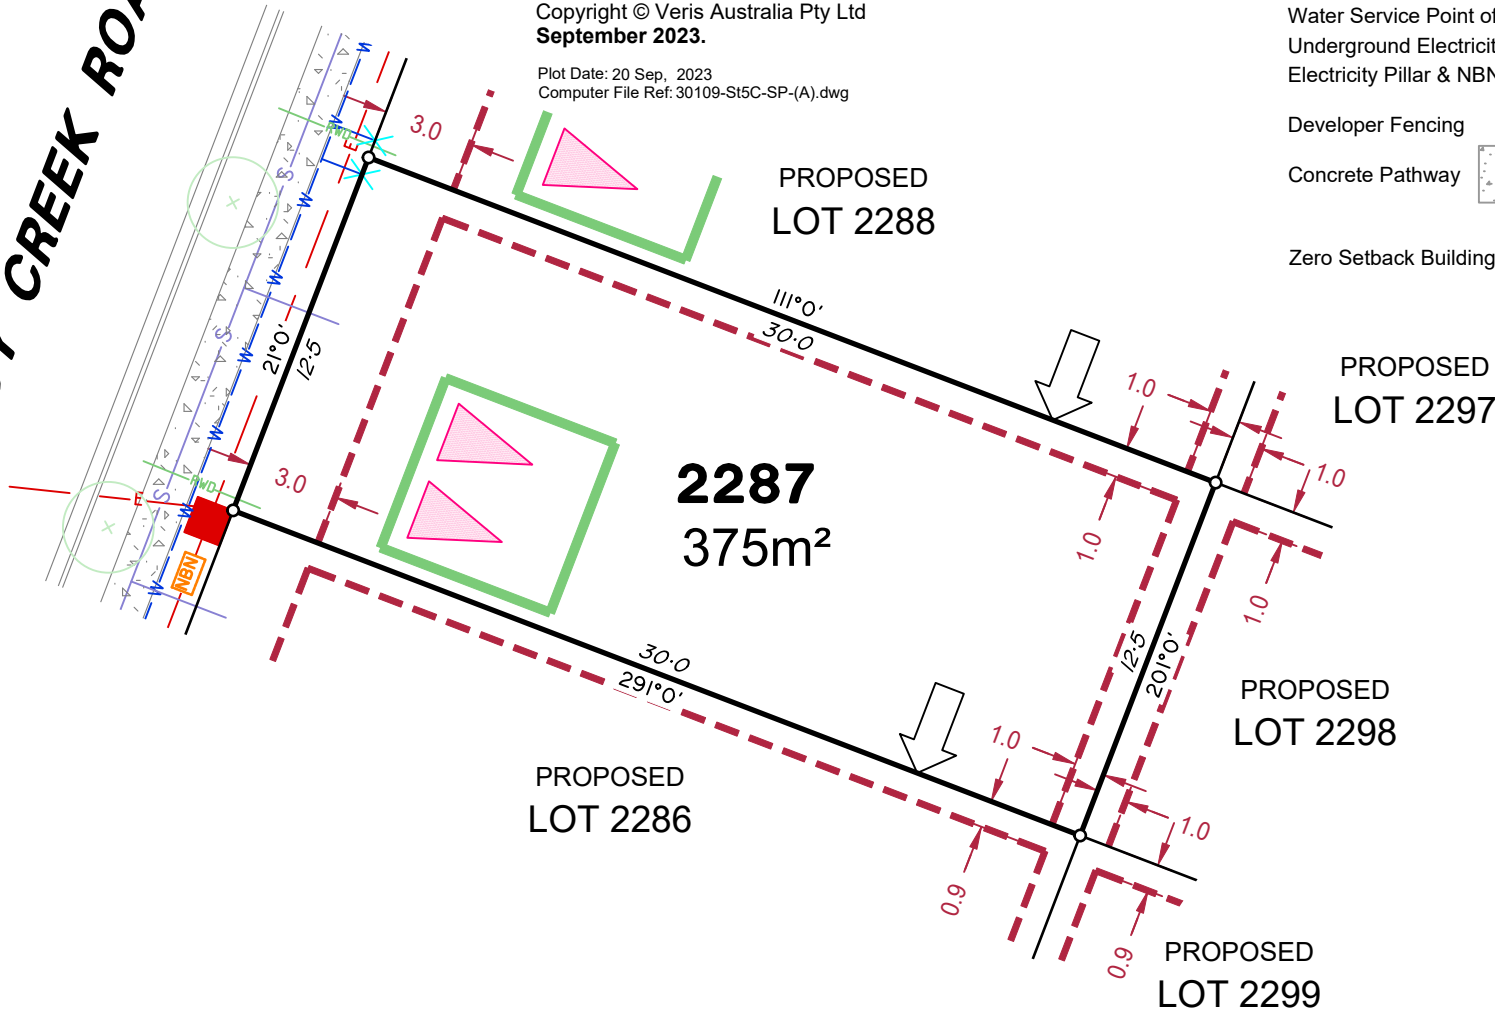 Copyright © Veris Australia Pty Ltd
September 2023.
Plot Date: 20 Sep, 2023
Computer File Ref: 30109-St5C-SP-(A).dwg
Water Service Point of
Underground
Electricity Pillar & NBN
Developer Fencing
Concrete Pathway
Zero Setback Building
CREEK
W
E
RWD
3.0
S
W
PROPOSED
LOT 2288
W
111°0'
30·0
21°0'
12·5
S
W
PROPOSED
LOT 2297
1.0
1.0
W
3.0
RWD
S
E
W
NBN
W
2287
375m²
1.0
1.0
12·5
201°0'
30·0
291°0'
PROPOSED
LOT 2298
1.0
1.0
PROPOSED
LOT 2286
0.9
0.9
PROPOSED
LOT 2299